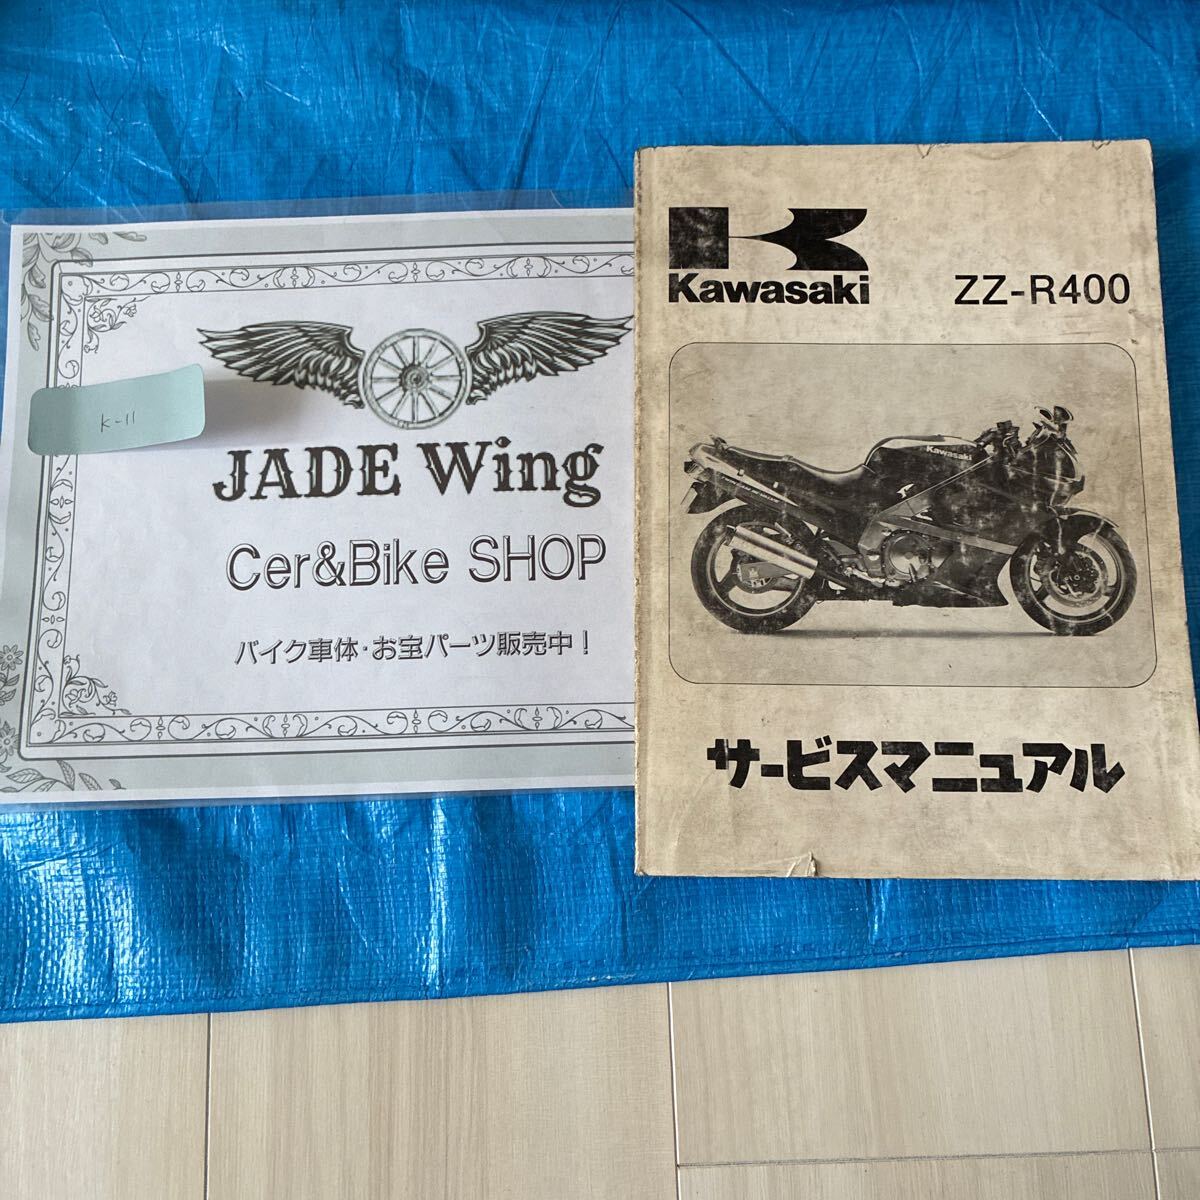 K-11
JADE Wing
Cer&Bike SHOP
バイク車体・お宝パーツ販売中!
Kawasaki
ZZ-R400
Kawasaki
サービスマニュアル